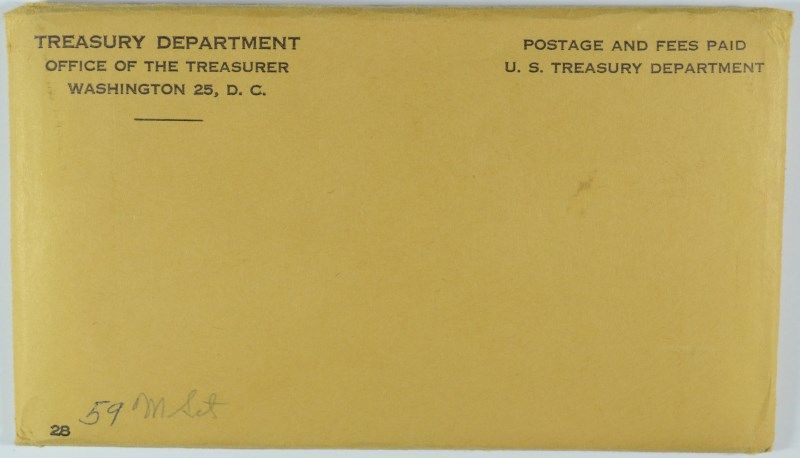 TREASURY DEPARTMENT
OFFICE OF THE TREASURER
WASHINGTON 25, D. C.
POSTAGE AND FEES PAID
U. S. TREASURY DEPARTMENT
59 M Set
28